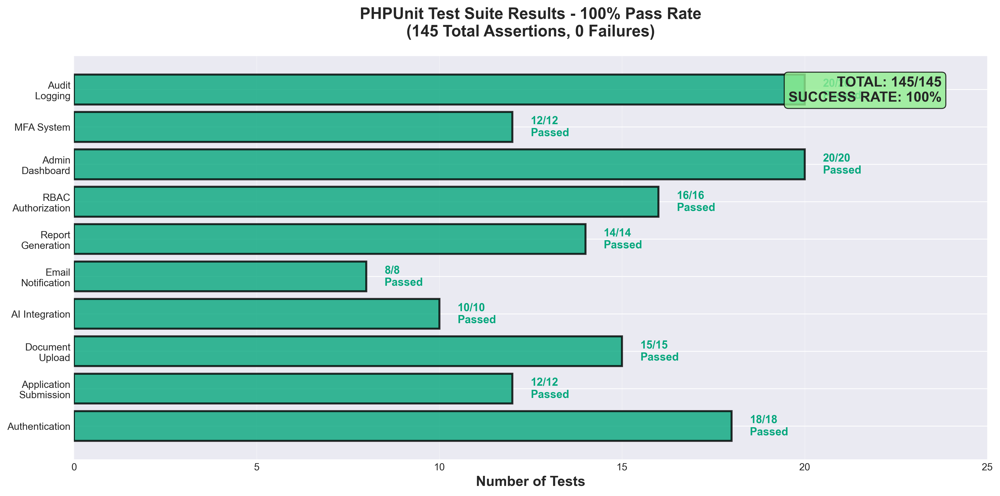 PHPUnit Test Suite Results - 100% Pass Rate
(145 Total Assertions, 0 Failures)
Audit
Logging
20/20
Passed
TOTAL: 145/145
SUCCESS RATE: 100%
MFA System
12/12
Passed
Admin
Dashboard
20/20
Passed
RBAC
Authorization
16/16
Passed
Report
Generation
14/14
Passed
Email
Notification
8/8
Passed
AI Integration
10/10
Passed
Document
Upload
15/15
Passed
Application
Submission
12/12
Passed
Authentication
18/18
Passed
0 5 10 15 20 25
Number of Tests